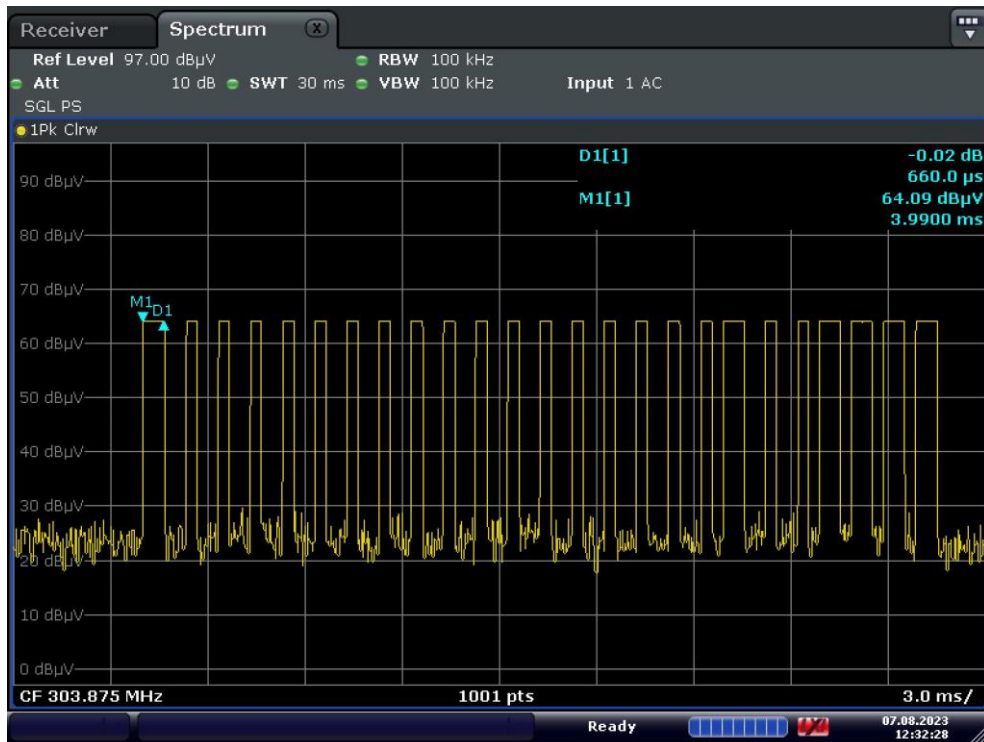 Receiver Spectrum X
Ref Level 97.00 dBµV RBW 100 kHz
Att 10 dB SWT 30 ms VBW 100 kHz Input 1 AC
SGL PS
1Pk Clrw
D1[1] -0.02 dB
660.0 µs
M1[1] 64.09 dBµV
3.9900 ms
90 dBµV
80 dBµV
70 dBµV
M1 D1
60 dBµV
50 dBµV
40 dBµV
30 dBµV
20 dBµV
10 dBµV
0 dBµV
CF 303.875 MHz 1001 pts 3.0 ms/
Ready 07.08.2023
12:32:28